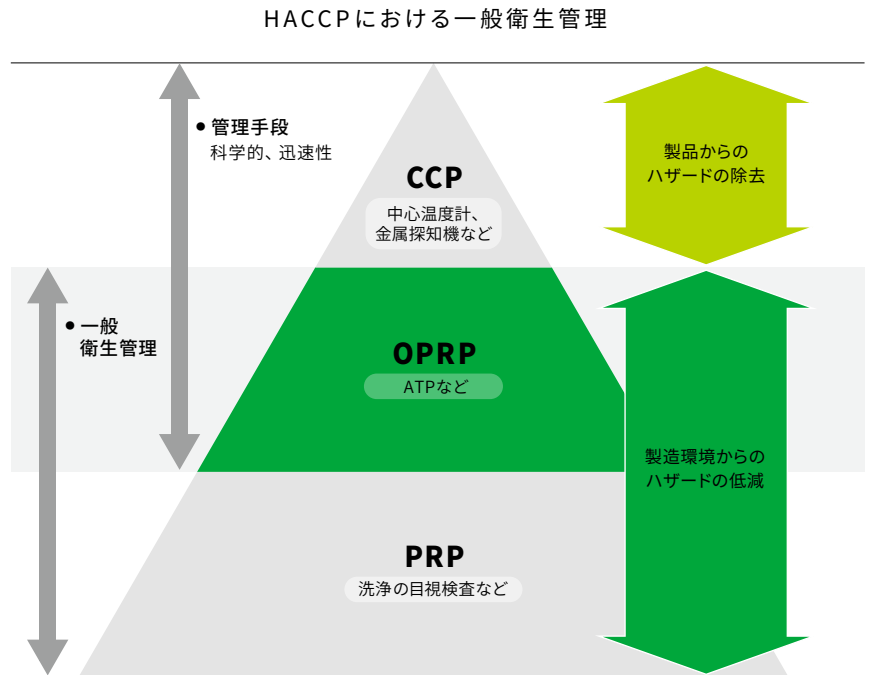 HACCPにおける一般衛生管理
● 管理手段
科学的、迅速性
CCP
中心温度計、
金属探知機など
製品からの
ハザードの除去
● 一般
衛生管理
OPRP
ATPなど
製造環境からの
ハザードの低減
PRP
洗浄の目視検査など